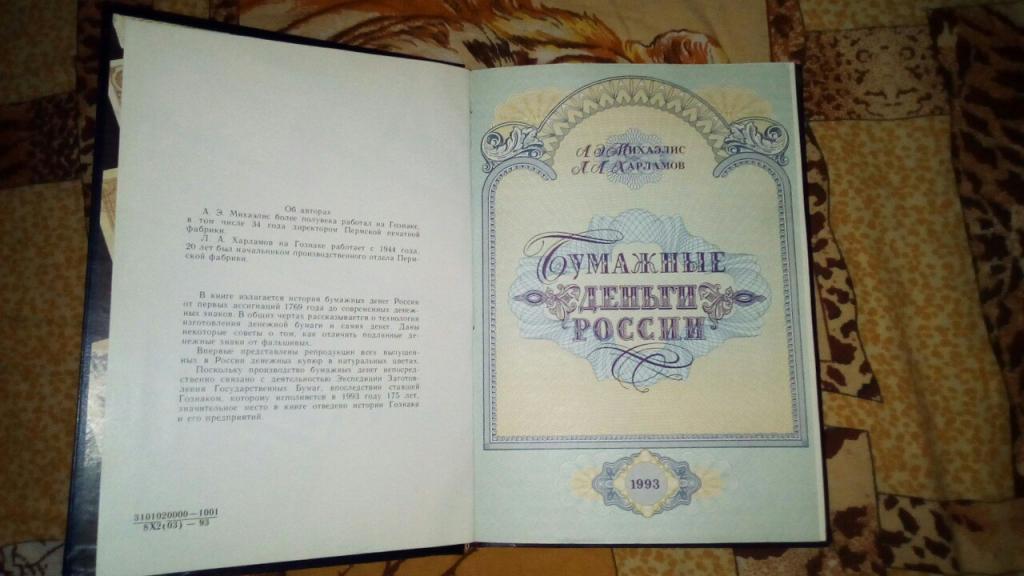 Об авторах
А. Э. Михаэлис более полувека работал на Гознаке,
в том числе 34 года директором Пермской печатной
фабрики.
Л. А. Харламов на Гознаке работает с 1944 года,
20 лет был начальником производственного отдела Перм-
ской фабрики.
В книге излагается история бумажных денег России
от первых ассигнаций 1769 года до современных денеж-
ных знаков. В общих чертах рассказывается о технологии
изготовления денежной бумаги и самих денег. Даны
некоторые советы о том, как отличать подлинные де-
нежные знаки от фальшивых.
Впервые представлены репродукции всех выпущен-
ных в России денежных купюр в натуральных цветах.
Поскольку производство бумажных денег непосред-
ственно связано с деятельностью Экспедиции Заготов-
ления Государственных Бумаг, впоследствии ставшей
Гознаком, которому исполняется в 1993 году 175 лет,
значительное место в книге отведено истории Гознака
и его предприятий.
3101020000—1001
8Х2(03) — 93
А Э МИХАЭЛИС
Л А ХАРЛАМОВ
БУМАЖНЫЕ
ДЕНЬГИ
РОССИИ
1993